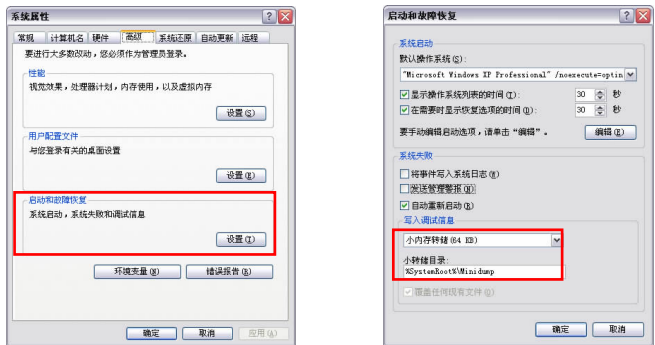 系统属性
常规 计算机名 硬件 高级 系统还原 自动更新 远程
要进行大多数改动，您必须作为管理员登录。
性能
视觉效果，处理器计划，内存使用，以及虚拟内存
设置(S)
用户配置文件
与您登录有关的桌面设置
设置(E)
启动和故障恢复
系统启动，系统失败和调试信息
设置(T)
环境变量(N) 错误报告(R)
确定 取消 应用(A)
启动和故障恢复
系统启动
默认操作系统(S):
"Microsoft Windows XP Professional" /noexecute=optin
显示操作系统列表的时间(T): 30 秒
在需要时显示恢复选项的时间(D): 30 秒
要手动编辑启动选项，请单击“编辑”。 编辑(E)
系统失败
将事件写入系统日志(W)
发送管理警报(N)
自动重新启动(R)
写入调试信息
小内存转储(64 KB)
小转储目录:
%SystemRoot%\Minidump
覆盖任何现有文件(O)
确定 取消